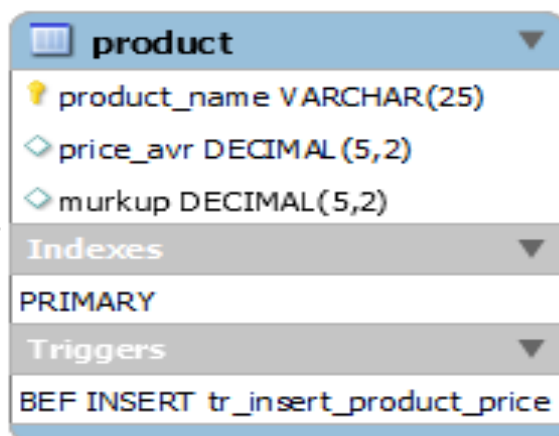 product
product_name VARCHAR(25)
price_avr DECIMAL(5,2)
murkup DECIMAL(5,2)
Indexes
PRIMARY
Triggers
BEF INSERT tr_insert_product_price